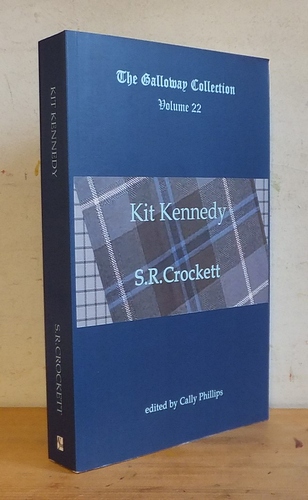 The Galloway Collection
Volume 22
Kit Kennedy
S.R.Crockett
edited by Cally Phillips
KIT KENNEDY
S.R.CROCKETT